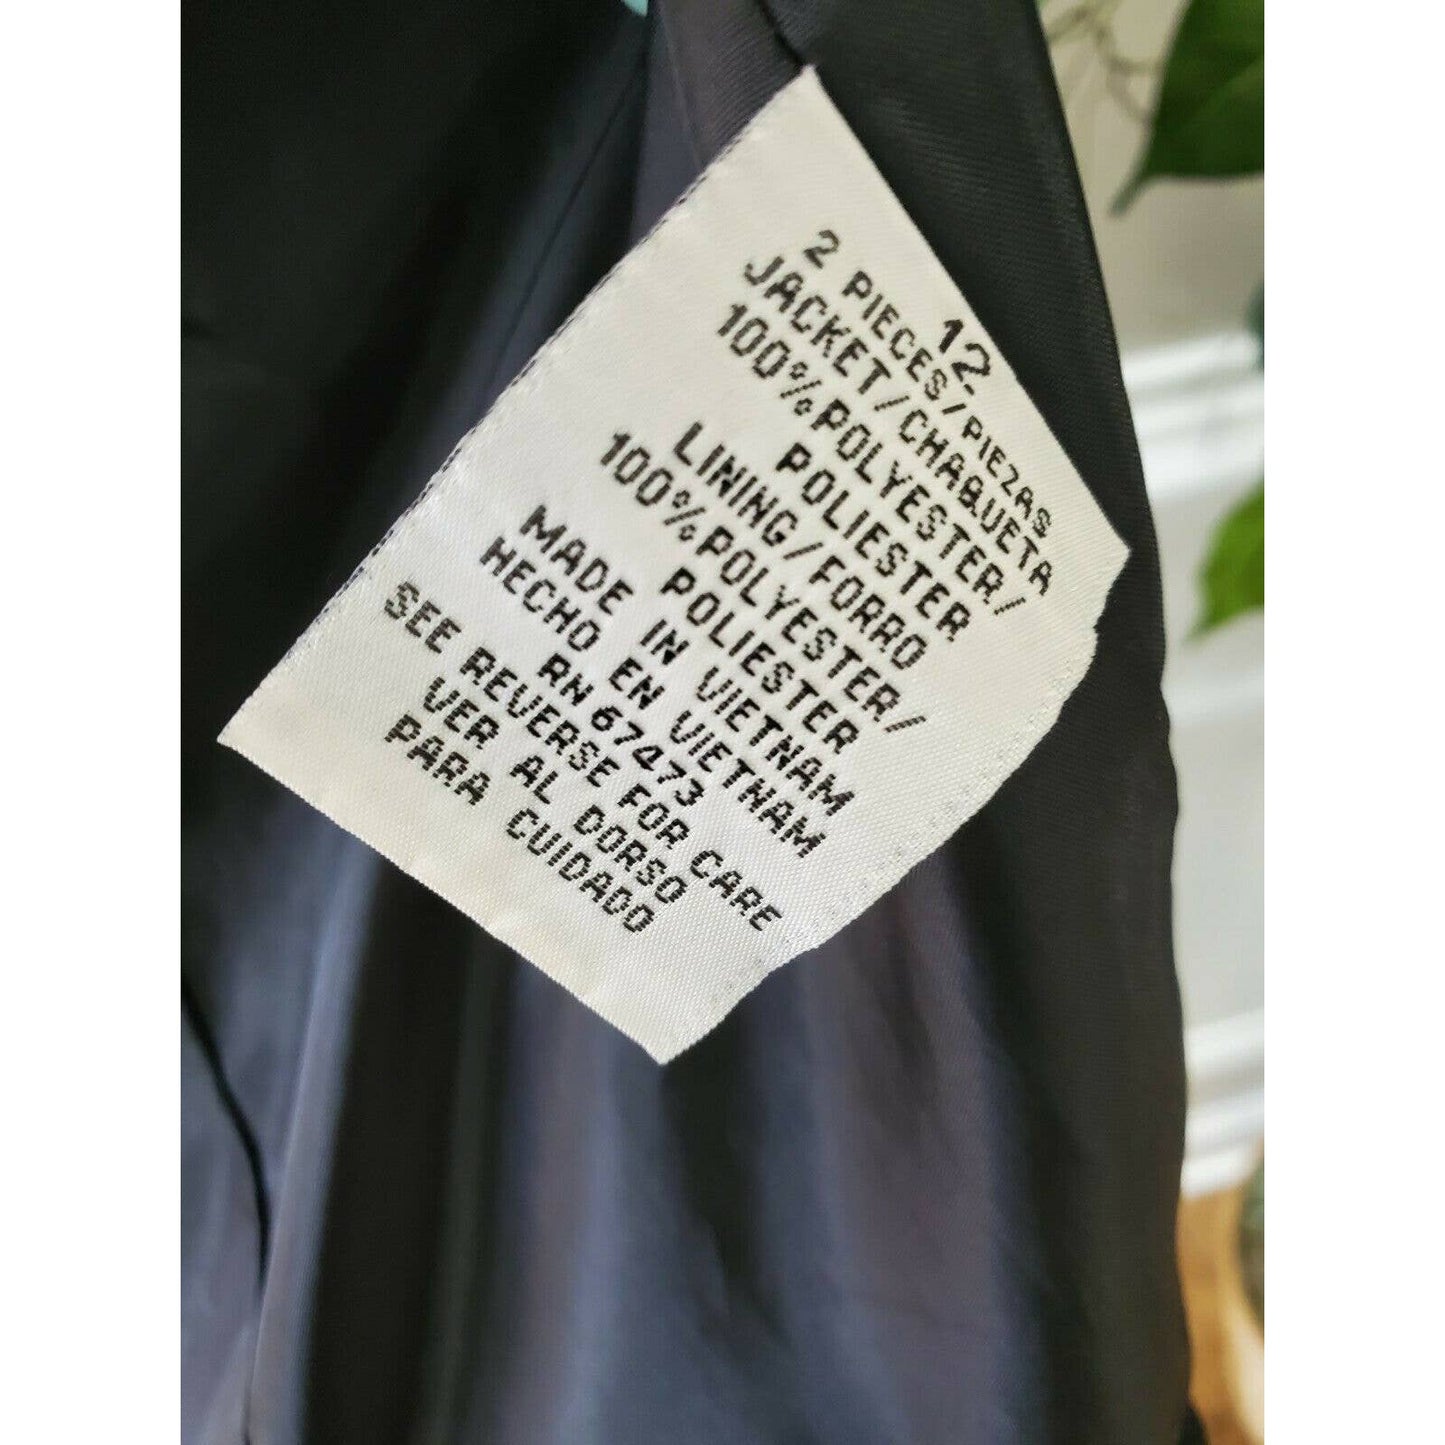 12
2 PIECES/PIEZAS
JACKET/CHAQUETA
100%POLYESTER/
POLIESTER
LINING/FORRO
100%POLYESTER/
POLIESTER
MADE IN VIETNAM
HECHO EN VIETNAM
RN 67473
SEE REVERSE FOR CARE
VER AL DORSO
PARA CUIDADO